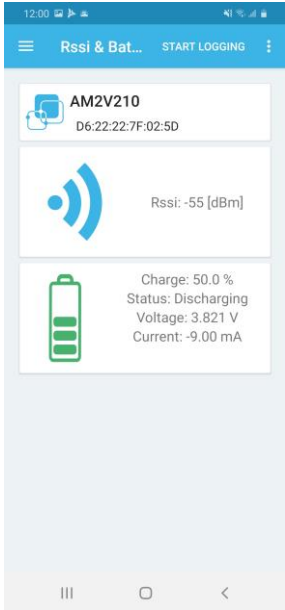 12:00
Rssi & Bat... START LOGGING
AM2V210
D6:22:22:7F:02:5D
Rssi: -55 [dBm]
Charge: 50.0 %
Status: Discharging
Voltage: 3.821 V
Current: -9.00 mA